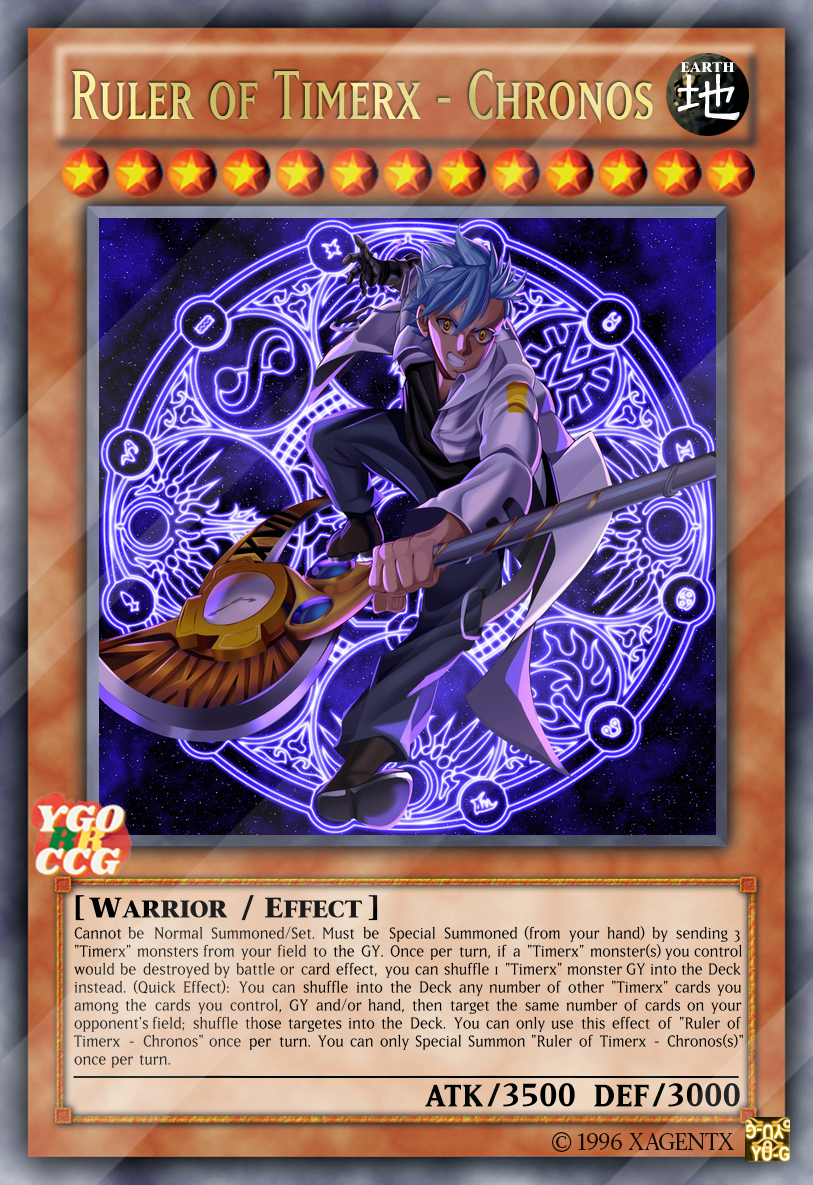 Ruler of Timerx - Chronos
EARTH
地
YGO
BR
CCG
[ Warrior / Effect ]
Cannot be Normal Summoned/Set. Must be Special Summoned (from your hand) by sending 3
"Timerx" monsters from your field to the GY. Once per turn, if a "Timerx" monster(s) you control
would be destroyed by battle or card effect, you can shuffle 1 "Timerx" monster GY into the Deck
instead. (Quick Effect): You can shuffle into the Deck any number of other "Timerx" cards you
among the cards you control, GY and/or hand, then target the same number of cards on your
opponent's field; shuffle those targetes into the Deck. You can only use this effect of "Ruler of
Timerx - Chronos" once per turn. You can only Special Summon "Ruler of Timerx - Chronos(s)"
once per turn.
ATK/3500 DEF/3000
© 1996 XAGENTX
YU-G